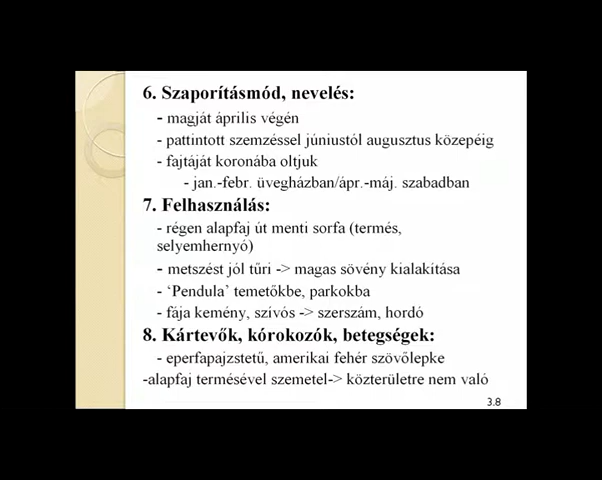 6. Szaporításmód, nevelés:
- magját április végén
- pattintott szemzéssel júniustól augusztus közepéig
- fajtáját koronába oltjuk
- jan.-febr. üvegházban/ápr.-máj. szabadban
7. Felhasználás:
- régen alapfaj út menti sorfa (termés,
selyemhernyó)
- metszést jól tűri -> magas sövény kialakítása
- ‘Pendula’ temetőkbe, parkokba
- fája kemény, szívós -> szerszám, hordó
8. Kártevők, kórokozók, betegségek:
- eperfapajzstetű, amerikai fehér szövőlepke
-alapfaj termésével szemetel-> közterületre nem való
3.8